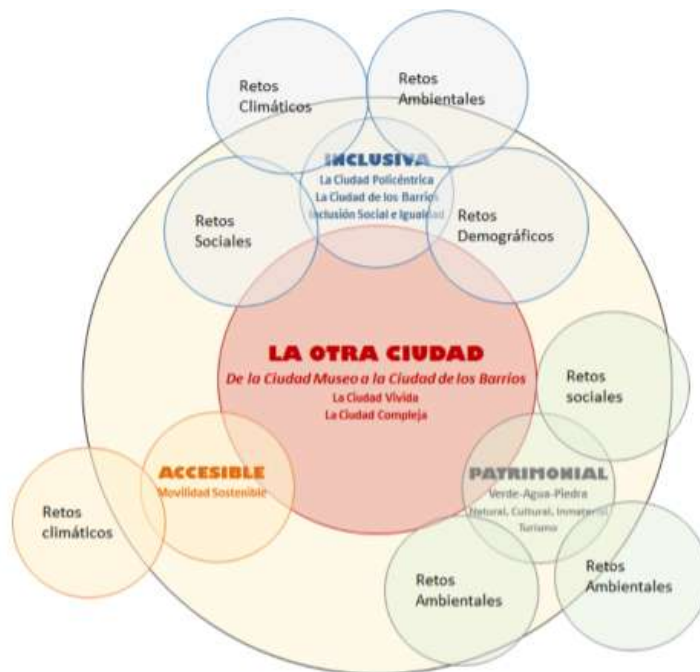 Retos
Climáticos
Retos
Ambientales
INCLUSIVA
La Ciudad Policéntrica
La Ciudad de los Barrios
Inclusión Social e Igualdad
Retos
Sociales
Retos
Demográficos
LA OTRA CIUDAD
De la Ciudad Museo a la Ciudad de los Barrios
La Ciudad Vivida
La Ciudad Compleja
Retos
sociales
ACCESIBLE
Movilidad Sostenible
PATRIMONIAL
Verde-Agua-Piedra
Natural, Cultural, Inmaterial,
Turismo
Retos
climáticos
Retos
Ambientales
Retos
Ambientales